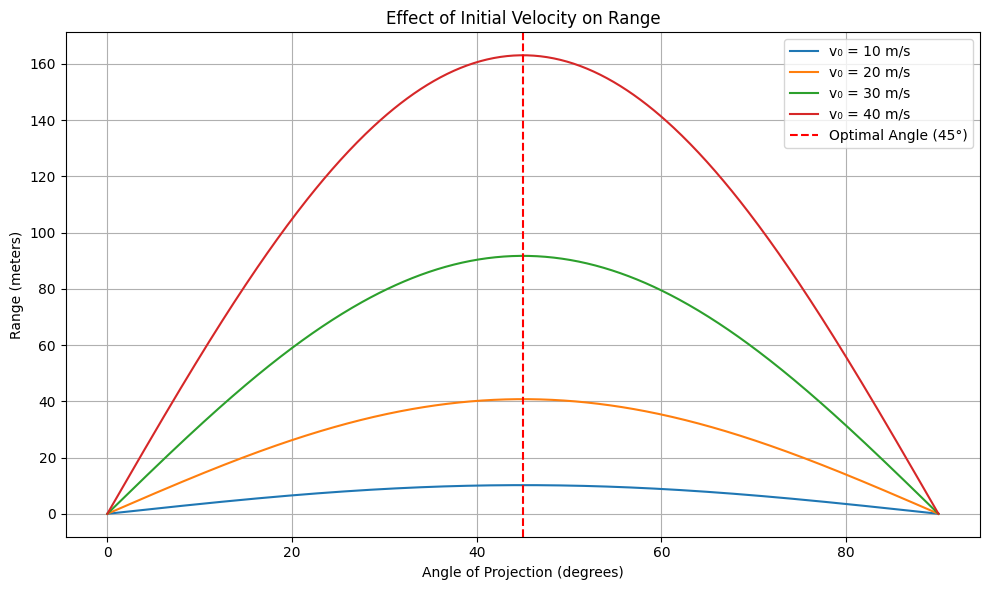 Effect of Initial Velocity on Range
v₀ = 10 m/s
v₀ = 20 m/s
v₀ = 30 m/s
v₀ = 40 m/s
Optimal Angle (45°)
Range (meters)
160
140
120
100
80
60
40
20
0
0 20 40 60 80
Angle of Projection (degrees)